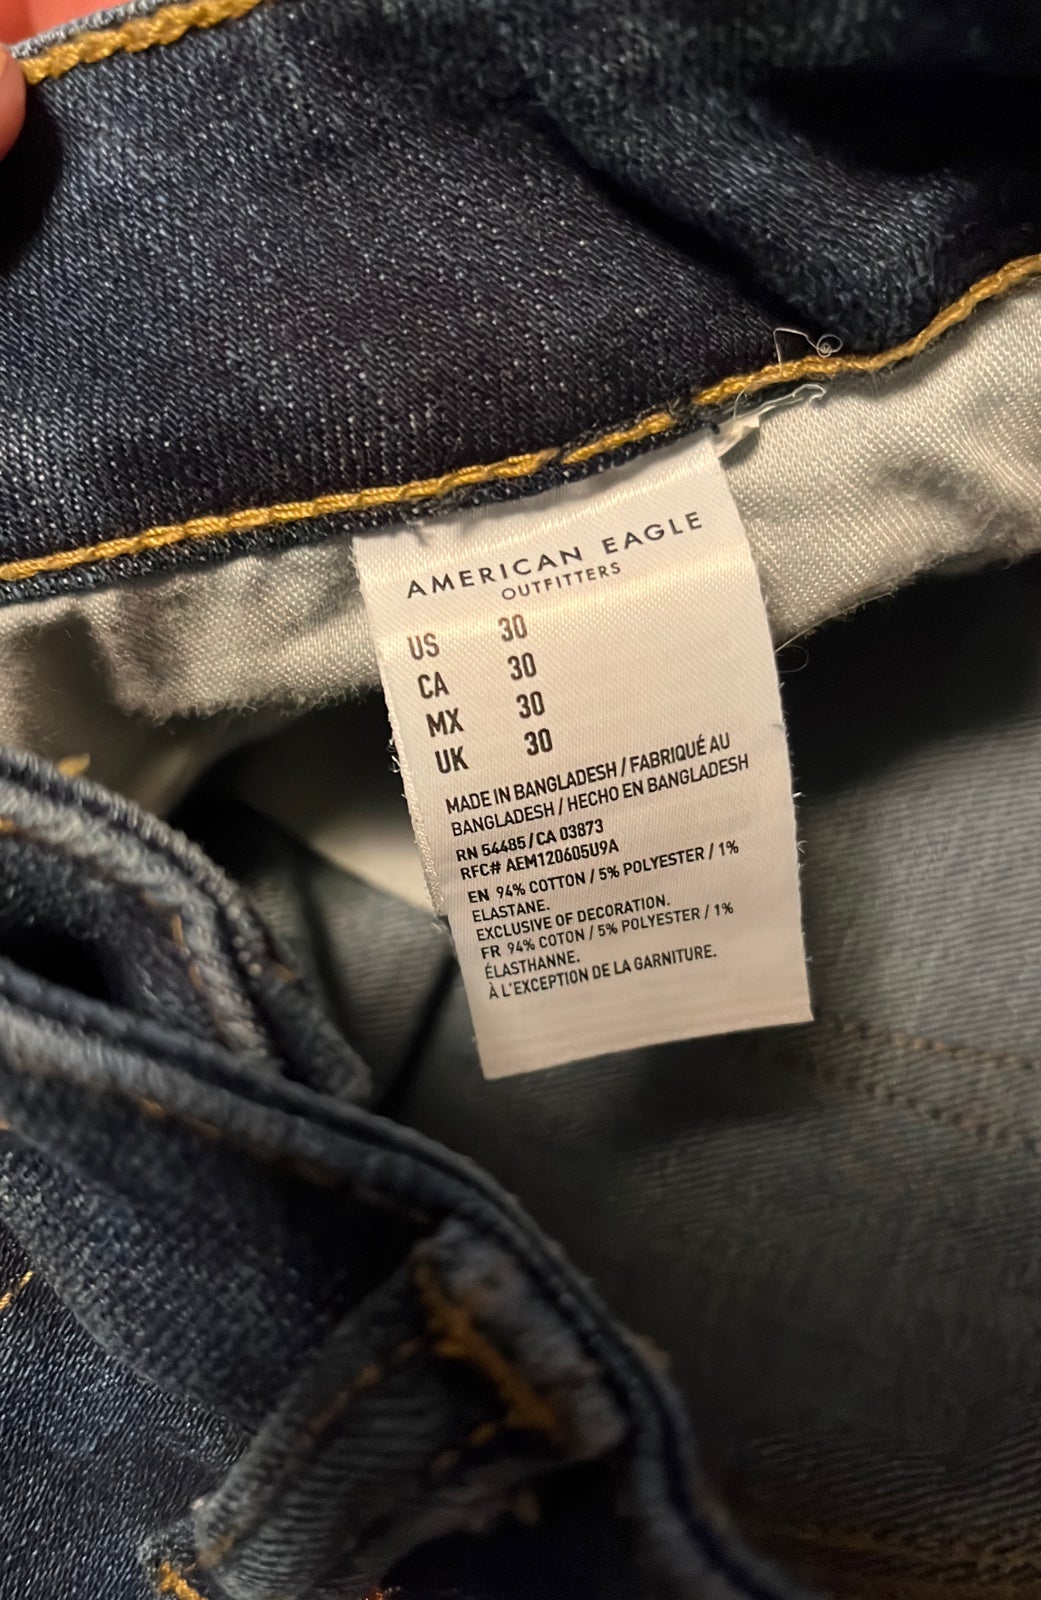 AMERICAN EAGLE
OUTFITTERS
US 30
CA 30
MX 30
UK 30
MADE IN BANGLADESH / FABRIQUÉ AU
BANGLADESH / HECHO EN BANGLADESH
RN 54485 / CA 03873
RFC# AEM120605U9A
EN 94% COTTON / 5% POLYESTER / 1%
ELASTANE.
EXCLUSIVE OF DECORATION.
FR 94% COTON / 5% POLYESTER / 1%
ÉLASTHANNE.
À L'EXCEPTION DE LA GARNITURE.